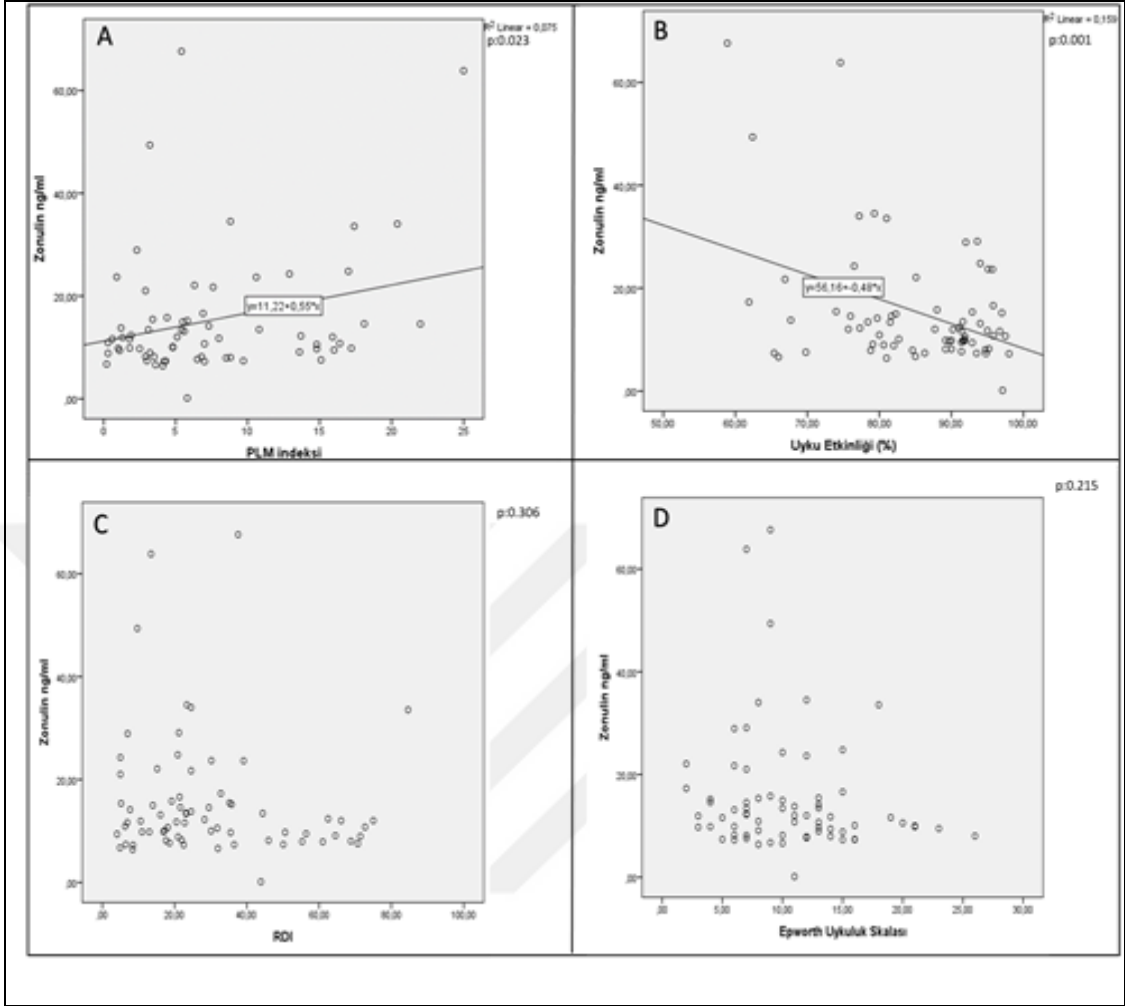 A
R² Linear = 0,075
p:0.023
Zonulin ng/ml
60,00
40,00
20,00
,00
y=11,22+0,55*x
0 5 10 15 20 25
PLM indeksi
B
R² Linear = 0,159
p:0.001
Zonulin ng/ml
60,00
40,00
20,00
,00
y=56,16+-0,48*x
50,00 60,00 70,00 80,00 90,00 100,00
Uyku Etkinliği (%)
C
p:0.306
Zonulin ng/ml
60,00
40,00
20,00
,00
,00 20,00 40,00 60,00 80,00 100,00
RDI
D
p:0.215
Zonulin ng/ml
60,00
40,00
20,00
,00
,00 5,00 10,00 15,00 20,00 25,00 30,00
Epworth Uykuluk Skalası